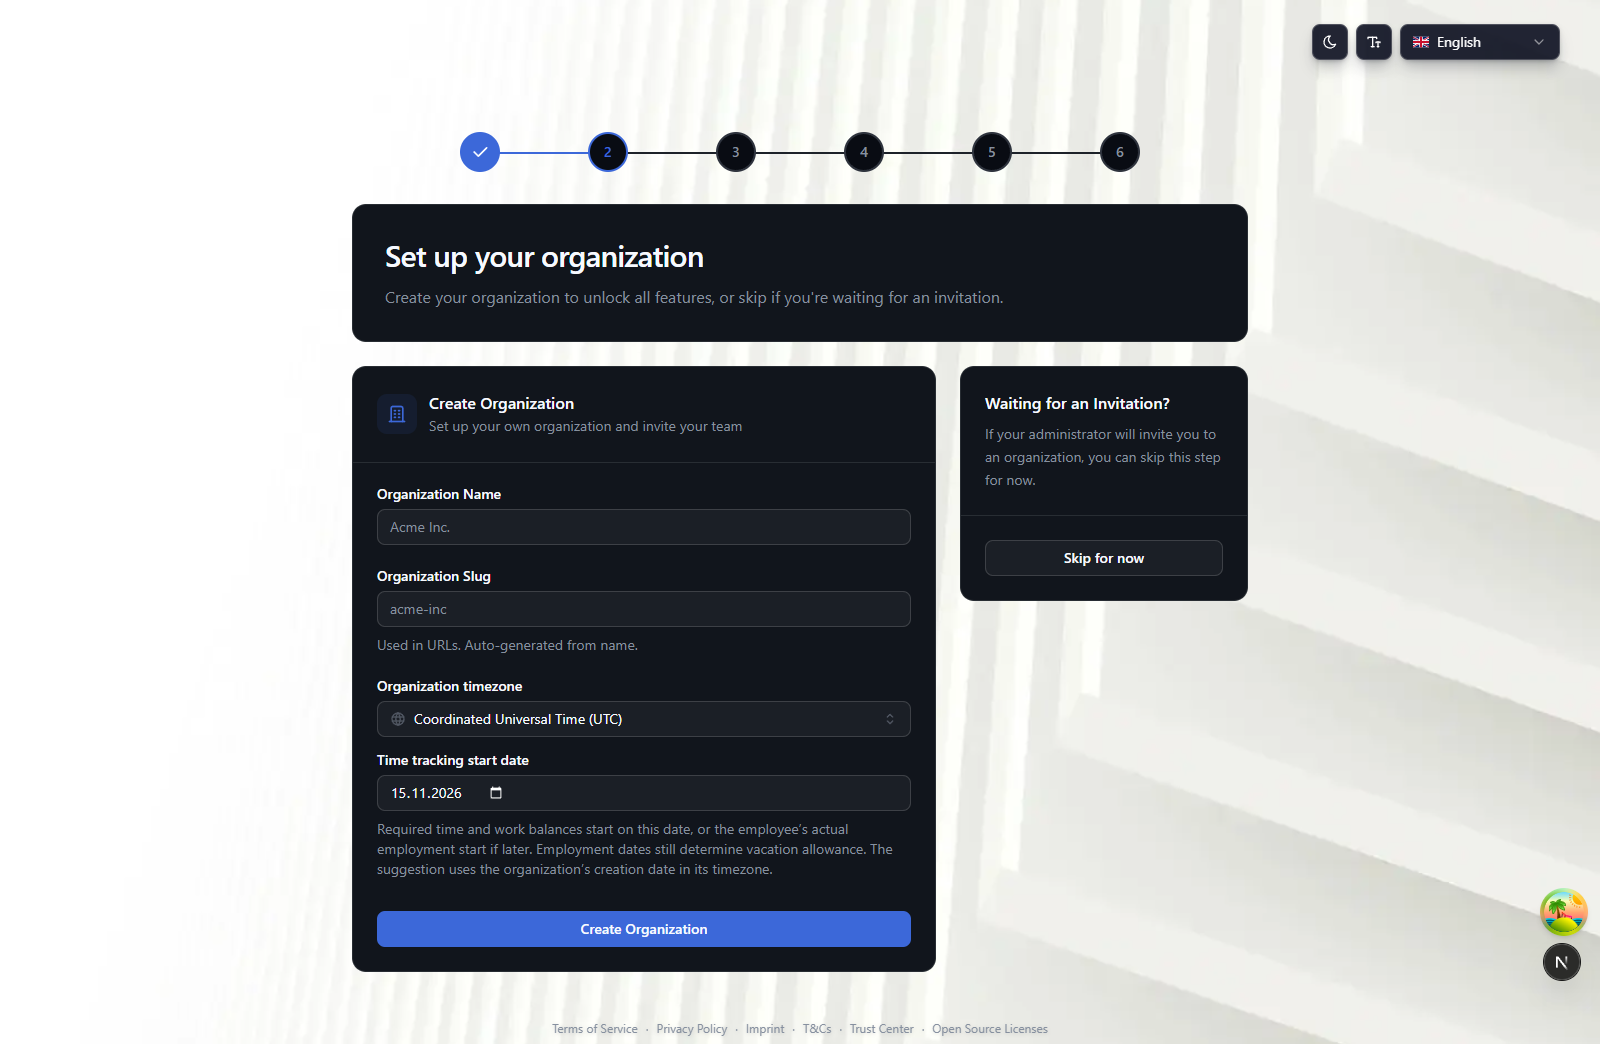 English
2
3
4
5
6
Set up your organization
Create your organization to unlock all features, or skip if you're waiting for an invitation.
Create Organization
Set up your own organization and invite your team
Organization Name
Acme Inc.
Organization Slug
acme-inc
Used in URLs. Auto-generated from name.
Organization timezone
Coordinated Universal Time (UTC)
Time tracking start date
15.11.2026
Required time and work balances start on this date, or the employee’s actual
employment start if later. Employment dates still determine vacation allowance. The
suggestion uses the organization’s creation date in its timezone.
Create Organization
Waiting for an Invitation?
If your administrator will invite you to
an organization, you can skip this step
for now.
Skip for now
N
Terms of Service · Privacy Policy · Imprint · T&Cs · Trust Center · Open Source Licenses